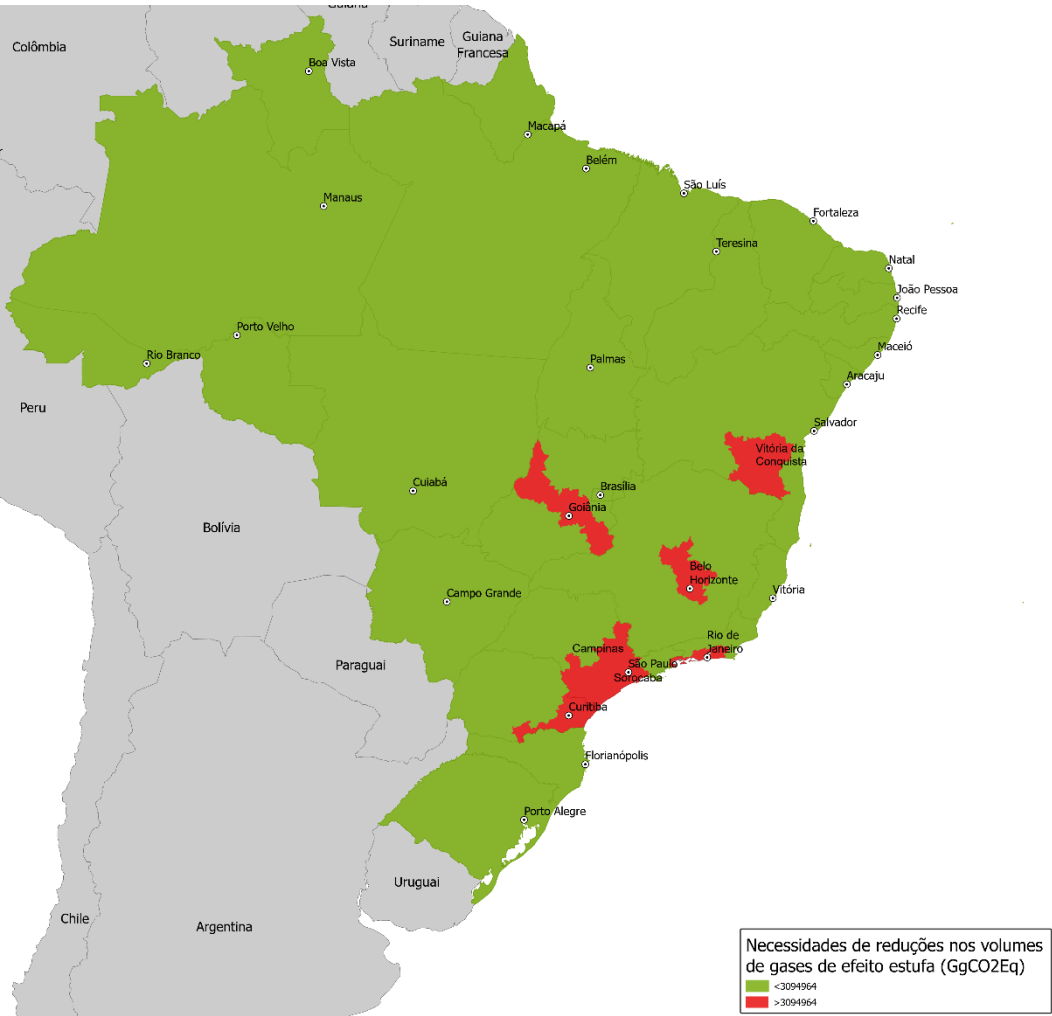 Guiana
Colômbia
Suriname
Guiana
Francesa
Boa Vista
Macapá
Belém
São Luís
Manaus
Fortaleza
Teresina
Natal
João Pessoa
Recife
Porto Velho
Maceió
Rio Branco
Palmas
Aracaju
Peru
Salvador
Vitória da
Conquista
Cuiabá
Brasília
Goiânia
Bolívia
Belo
Horizonte
Campo Grande
Vitória
Rio de
Janeiro
Campinas
Paraguai
São Paulo
Sorocaba
Curitiba
Florianópolis
Porto Alegre
Uruguai
Chile
Argentina
Necessidades de reduções nos volumes
de gases de efeito estufa (GgCO2Eq)
<3094964
>3094964